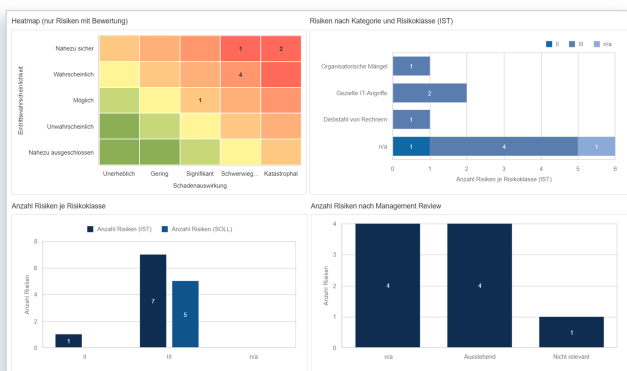 Heatmap (nur Risiken mit Bewertung)
Eintrittswahrscheinlichkeit
Nahezu sicher
1
2
Wahrscheinlich
4
Möglich
1
Unwahrscheinlich
Nahezu ausgeschlossen
Unerheblich
Gering
Signifikant
Schwerwieg...
Katastrophal
Schadenauswirkung
Risiken nach Kategorie und Risikoklasse (IST)
II
III
n/a
Organisatorische Mängel
1
Gezielte IT-Angriffe
2
Diebstahl von Rechnern
1
n/a
1
4
1
0
1
2
3
4
5
6
Anzahl Risiken je Risikoklasse (IST)
Anzahl Risiken je Risikoklasse
Anzahl Risiken (IST)
Anzahl Risiken (SOLL)
Anzahl Risiken
8
6
4
2
0
1
7
5
II
III
n/a
Anzahl Risiken nach Management Review
Anzahl Risiken
4
3
2
1
0
4
4
1
n/a
Ausstehend
Nicht relevant